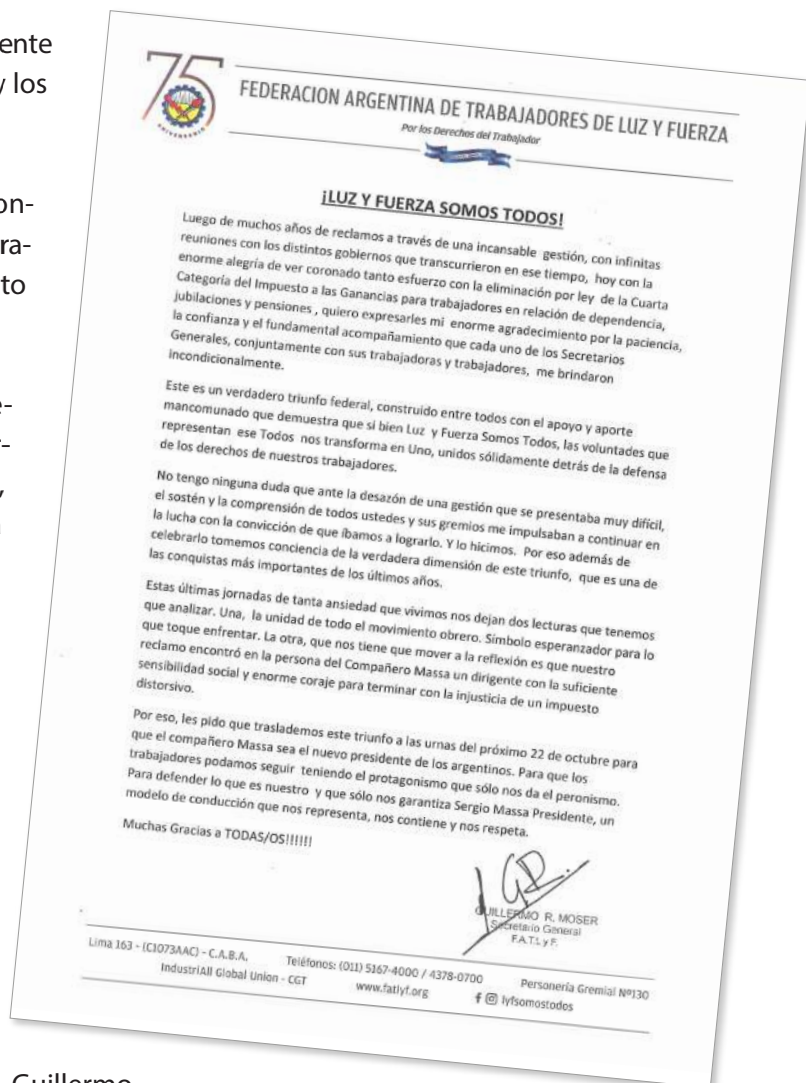 ente
y los
on-
ra-
to
e-
r-
,
75
ANIVERSARIO
FEDERACION ARGENTINA DE TRABAJADORES DE LUZ Y FUERZA
Por los Derechos del Trabajador
¡LUZ Y FUERZA SOMOS TODOS!
Luego de muchos años de reclamos a través de una incansable gestión, con infinitas
reuniones con los distintos gobiernos que transcurrieron en ese tiempo, hoy con la
enorme alegría de ver coronado tanto esfuerzo con la eliminación por ley de la Cuarta
Categoría del Impuesto a las Ganancias para trabajadores en relación de dependencia,
jubilaciones y pensiones , quiero expresarles mi enorme agradecimiento por la paciencia,
la confianza y el fundamental acompañamiento que cada uno de los Secretarios
Generales, conjuntamente con sus trabajadoras y trabajadores, me brindaron
incondicionalmente.
Este es un verdadero triunfo federal, construido entre todos con el apoyo y aporte
mancomunado que demuestra que si bien Luz y Fuerza Somos Todos, las voluntades que
representan ese Todos nos transforma en Uno, unidos sólidamente detrás de la defensa
de los derechos de nuestros trabajadores.
No tengo ninguna duda que ante la desazón de una gestión que se presentaba muy difícil,
el sostén y la comprensión de todos ustedes y sus gremios me impulsaban a continuar en
la lucha con la convicción de que íbamos a lograrlo. Y lo hicimos. Por eso además de
celebrarlo tomemos conciencia de la verdadera dimensión de este triunfo, que es una de
las conquistas más importantes de los últimos años.
Estas últimas jornadas de tanta ansiedad que vivimos nos dejan dos lecturas que tenemos
que analizar. Una, la unidad de todo el movimiento obrero. Símbolo esperanzador para lo
que toque enfrentar. La otra, que nos tiene que mover a la reflexión es que nuestro
reclamo encontró en la persona del Compañero Massa un dirigente con la suficiente
sensibilidad social y enorme coraje para terminar con la injusticia de un impuesto
distorsivo.
Por eso, les pido que traslademos este triunfo a las urnas del próximo 22 de octubre para
que el compañero Massa sea el nuevo presidente de los argentinos. Para que los
trabajadores podamos seguir teniendo el protagonismo que sólo nos da el peronismo.
Para defender lo que es nuestro y que sólo nos garantiza Sergio Massa Presidente, un
modelo de conducción que nos representa, nos contiene y nos respeta.
Muchas Gracias a TODAS/OS!!!!!!
GUILLERMO R. MOSER
Secretario General
F.A.T.L.y F.
Lima 163 - (C1073AAC) - C.A.B.A. Teléfonos: (011) 5167-4000 / 4378-0700 Personería Gremial Nº130
IndustriAll Global Union - CGT www.fatlyf.org lyfsomostodos
Guillermo